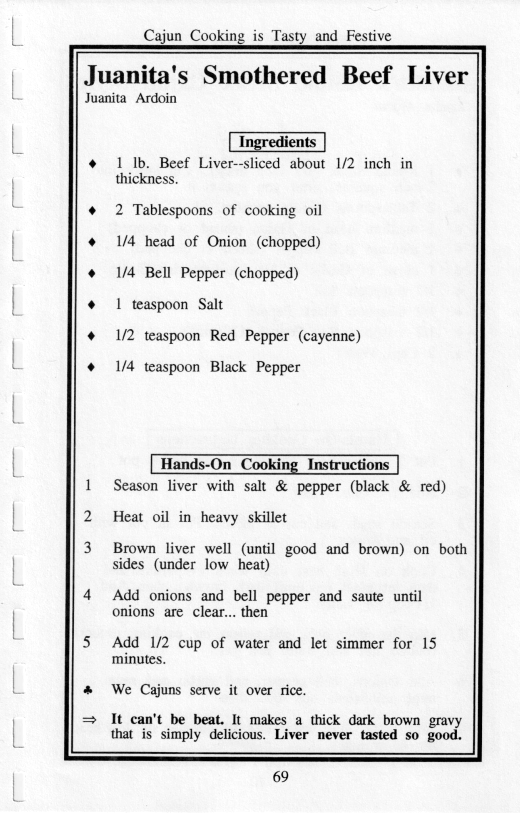 Cajun Cooking is Tasty and Festive
Juanita's Smothered Beef Liver
Juanita Ardoin
Ingredients
♦ 1 lb. Beef Liver--sliced about 1/2 inch in
thickness.
♦ 2 Tablespoons of cooking oil
♦ 1/4 head of Onion (chopped)
♦ 1/4 Bell Pepper (chopped)
♦ 1 teaspoon Salt
♦ 1/2 teaspoon Red Pepper (cayenne)
♦ 1/4 teaspoon Black Pepper
Hands-On Cooking Instructions
1 Season liver with salt & pepper (black & red)
2 Heat oil in heavy skillet
3 Brown liver well (until good and brown) on both
sides (under low heat)
4 Add onions and bell pepper and saute until
onions are clear... then
5 Add 1/2 cup of water and let simmer for 15
minutes.
♣ We Cajuns serve it over rice.
⇒ It can't be beat. It makes a thick dark brown gravy
that is simply delicious. Liver never tasted so good.
69